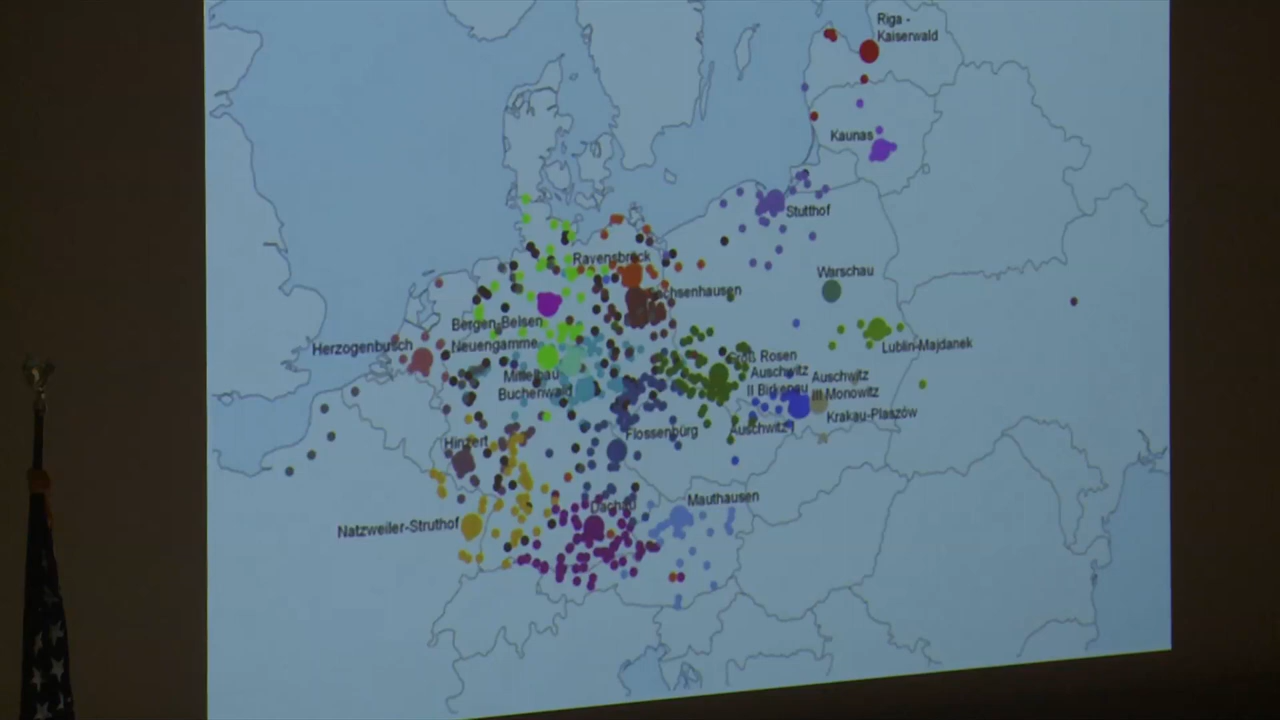 Riga -
Kaiserwald
Kaunas
Stutthof
Ravensbrück
Warschau
Sachsenhausen
Bergen-Belsen
Herzogenbusch
Neuengamme
Lublin-Majdanek
Groß Rosen
Mittelbau
Auschwitz
II Birkenau
Auschwitz
III Monowitz
Buchenwald
Krakau-Plaszów
Auschwitz I
Flossenbürg
Hinzert
Mauthausen
Dachau
Natzweiler-Struthof